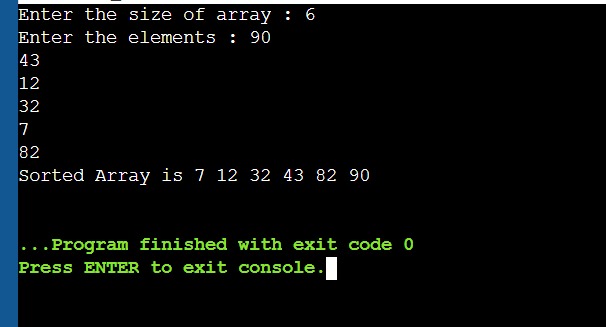 Enter the size of array : 6
Enter the elements : 90
43
12
32
7
82
Sorted Array is 7 12 32 43 82 90
...Program finished with exit code 0
Press ENTER to exit console.